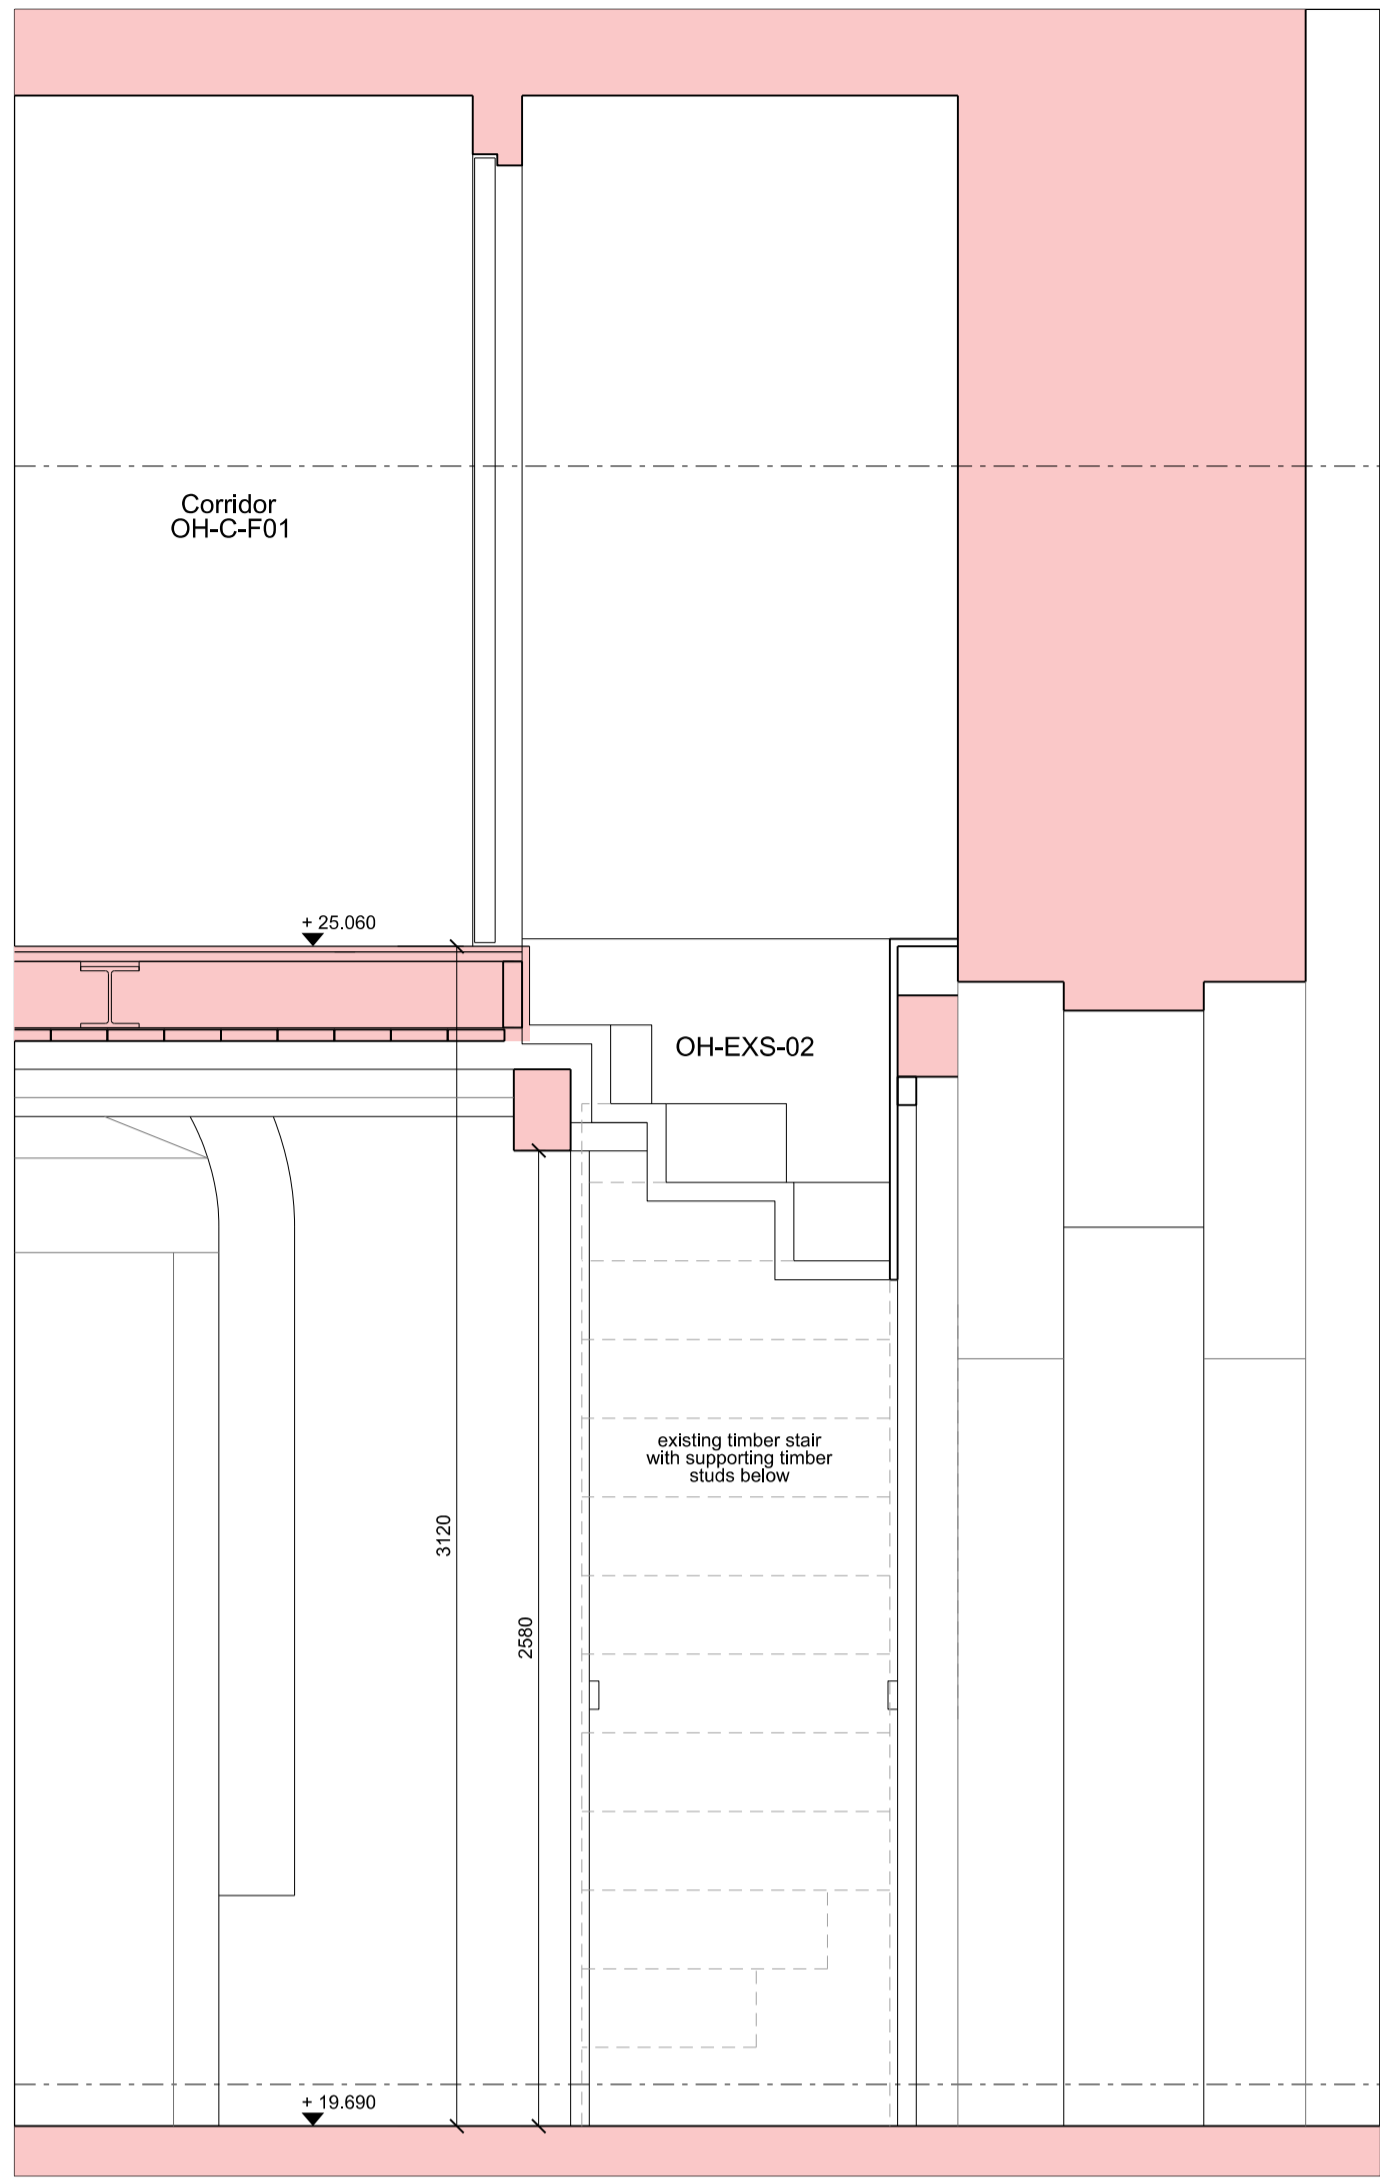 Corridor
OH-C-F01
+ 25.060
OH-EXS-02
existing timber stair
with supporting timber
studs below
3120
2580
+ 19.690